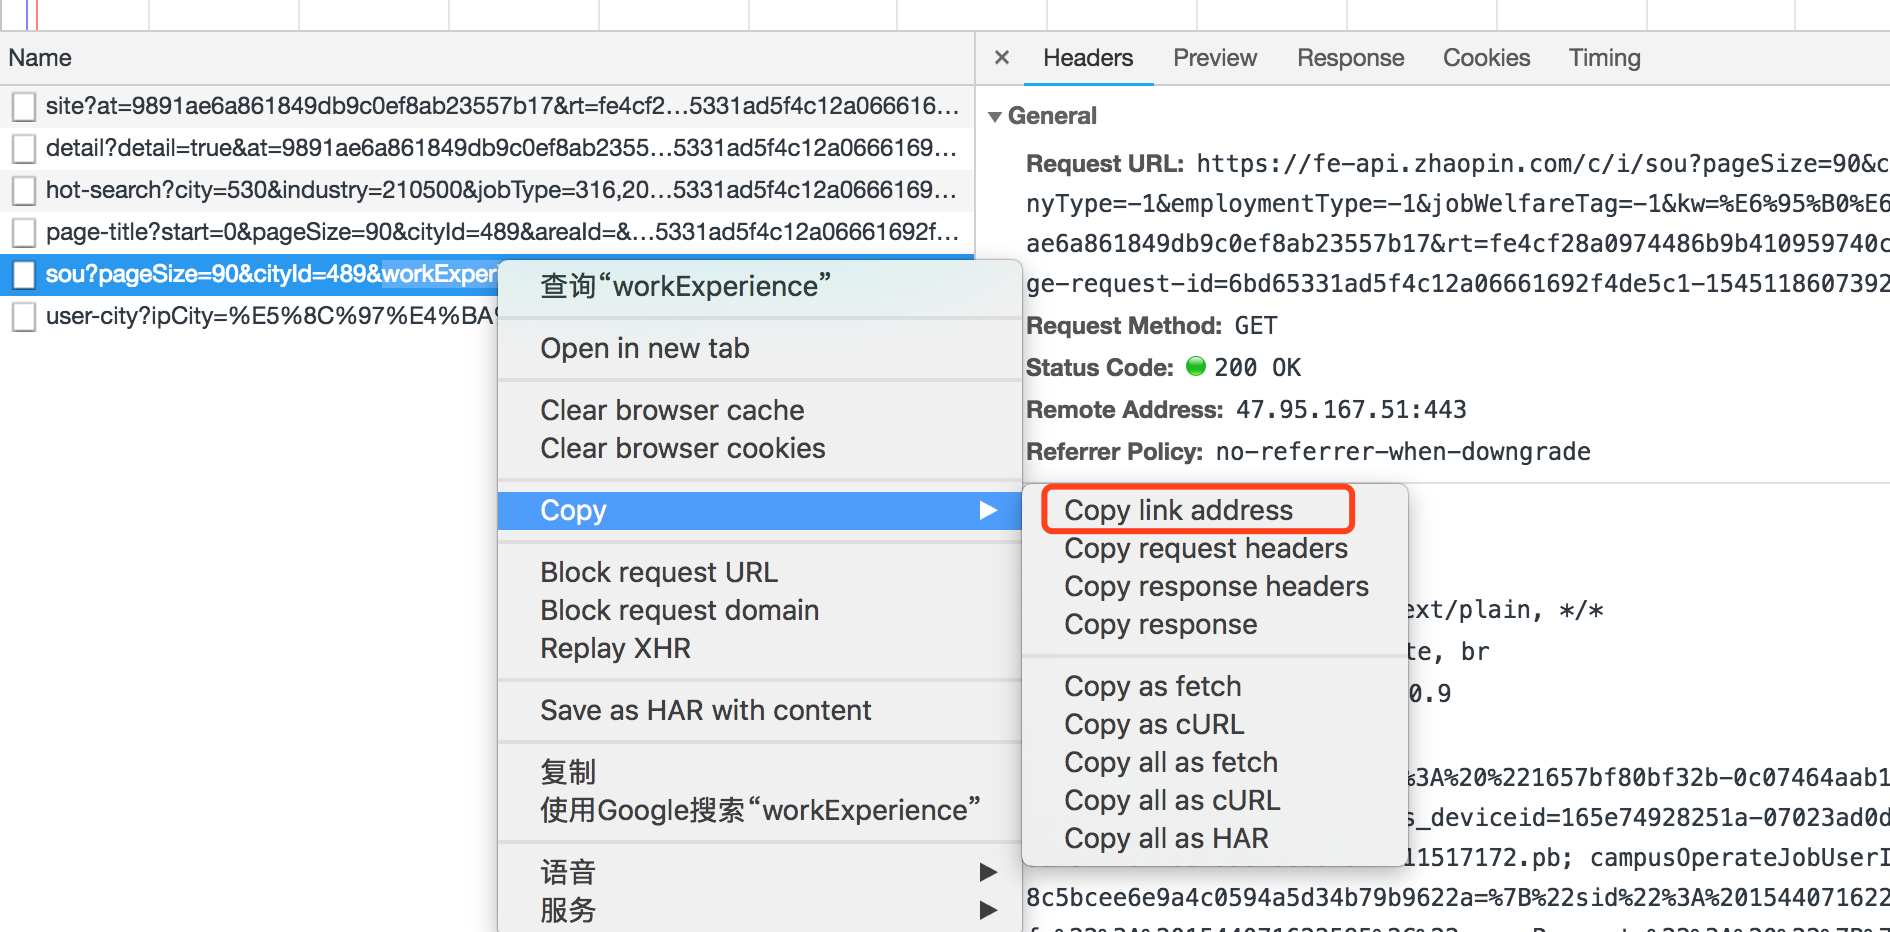 Name
site?at=9891ae6a861849db9c0ef8ab23557b17&rt=fe4cf2…5331ad5f4c12a066616…
detail?detail=true&at=9891ae6a861849db9c0ef8ab2355…5331ad5f4c12a0666169…
hot-search?city=530&industry=210500&jobType=316,20…5331ad5f4c12a0666169…
page-title?start=0&pageSize=90&cityId=489&areaId=&…5331ad5f4c12a06661692f…
sou?pageSize=90&cityId=489&workExperi
user-city?ipCity=%E5%8C%97%E4%BA%
查询“workExperience”
Open in new tab
Clear browser cache
Clear browser cookies
Copy
Block request URL
Block request domain
Replay XHR
Save as HAR with content
复制
使用Google搜索“workExperience”
语音
服务
Copy link address
Copy request headers
Copy response headers
Copy response
Copy as fetch
Copy as cURL
Copy all as fetch
Copy all as cURL
Copy all as HAR
× Headers Preview Response Cookies Timing
General
Request URL: https://fe-api.zhaopin.com/c/i/sou?pageSize=90&c
nyType=-1&employmentType=-1&jobWelfareTag=-1&kw=%E6%95%B0%E6
ae6a861849db9c0ef8ab23557b17&rt=fe4cf28a0974486b9b410959740c
ge-request-id=6bd65331ad5f4c12a06661692f4de5c1-1545118607392
Request Method: GET
Status Code: 200 OK
Remote Address: 47.95.167.51:443
Referrer Policy: no-referrer-when-downgrade
ext/plain, */*
te, br
0.9
%3A%20%221657bf80bf32b-0c07464aab1
s_deviceid=165e74928251a-07023ad0d
11517172.pb; campusOperateJobUserI
8c5bcee6e9a4c0594a5d34b79b9622a=%7B%22sid%22%3A%201544071622